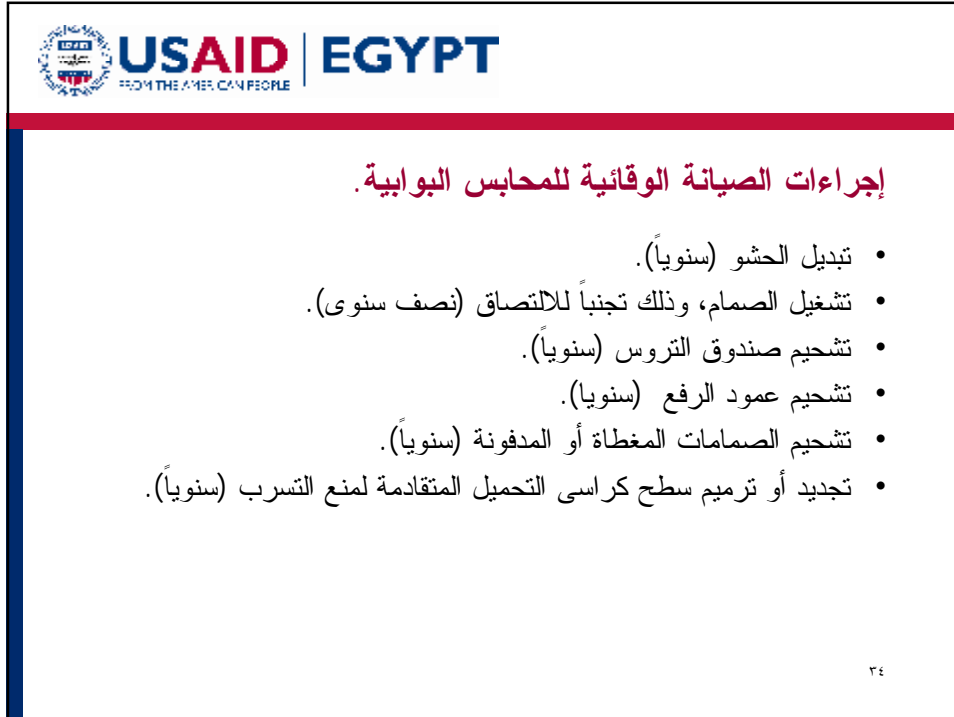 USAID | EGYPT
FROM THE AMERICAN PEOPLE
إجراءات الصيانة الوقائية للمحابس البوابية.
• تبديل الحشو (سنوياً).
• تشغيل الصمام، وذلك تجنباً للالتصاق (نصف سنوى).
• تشحيم صندوق التروس (سنوياً).
• تشحيم عمود الرفع (سنويا).
• تشحيم الصمامات المغطاة أو المدفونة (سنوياً).
• تجديد أو ترميم سطح كراسى التحميل المتقادمة لمنع التسرب (سنوياً).
٣٤